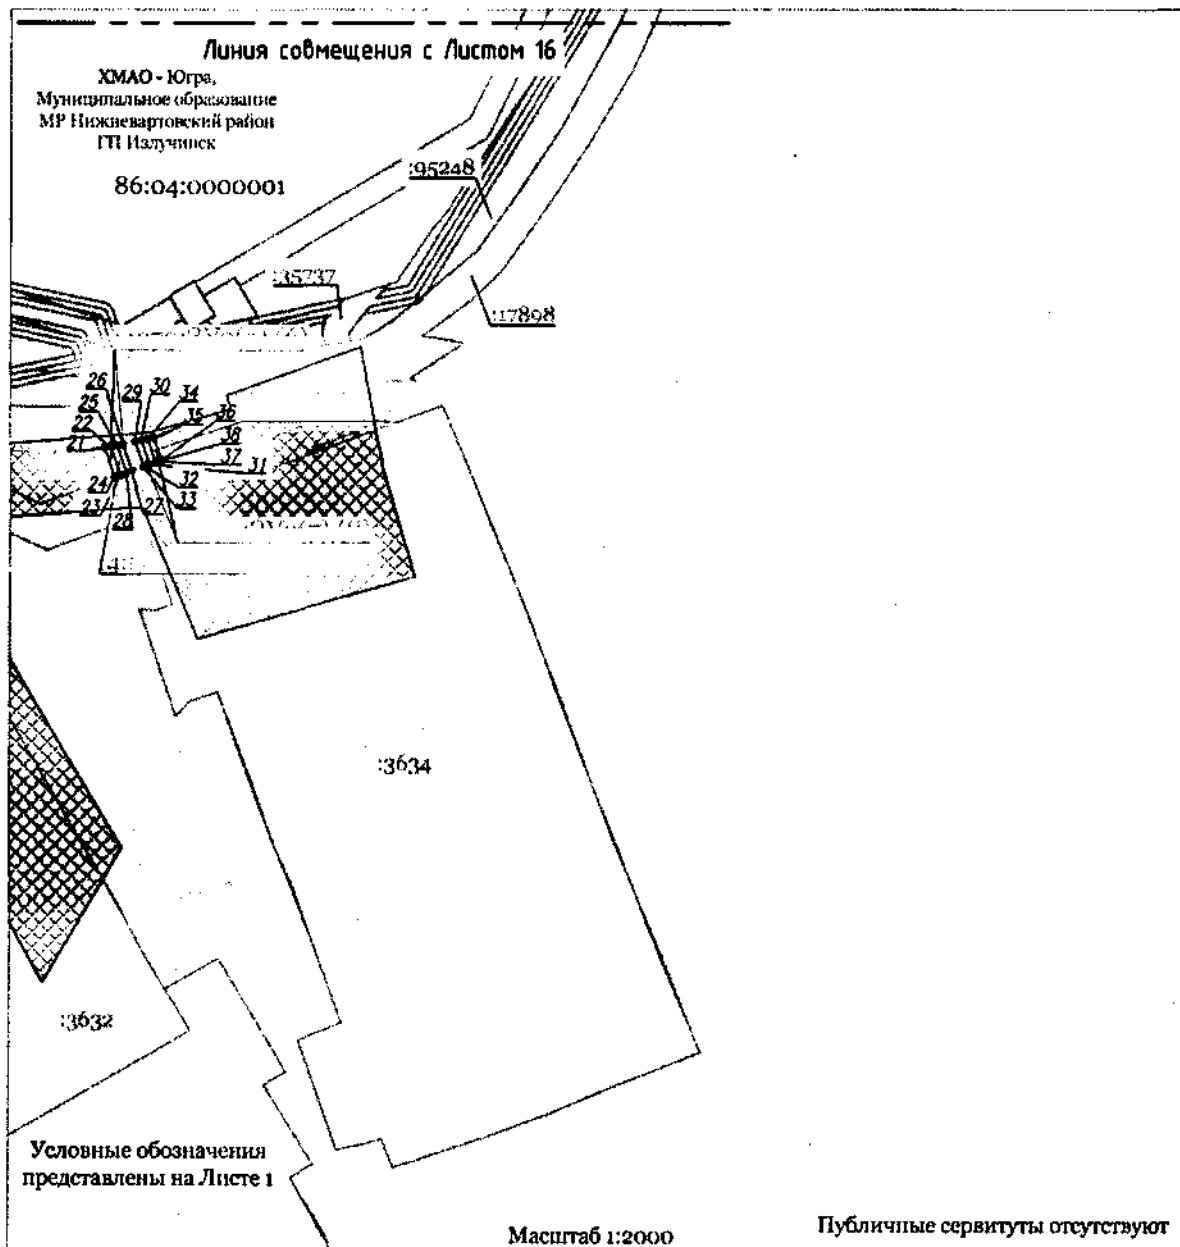 Линия совмещения с Листом 16
ХМАО - Югра,
Муниципальное образование
МР Нижневартовский район
ГП Излучинск
86:04:0000001
:95248
:35737
:17898
26
25
22
21
29
30
34
35
36
38
37
31
32
33
24
23
28
27
:3634
:3632
Условные обозначения
представлены на Листе 1
Масштаб 1:2000
Публичные сервитуты отсутствуют